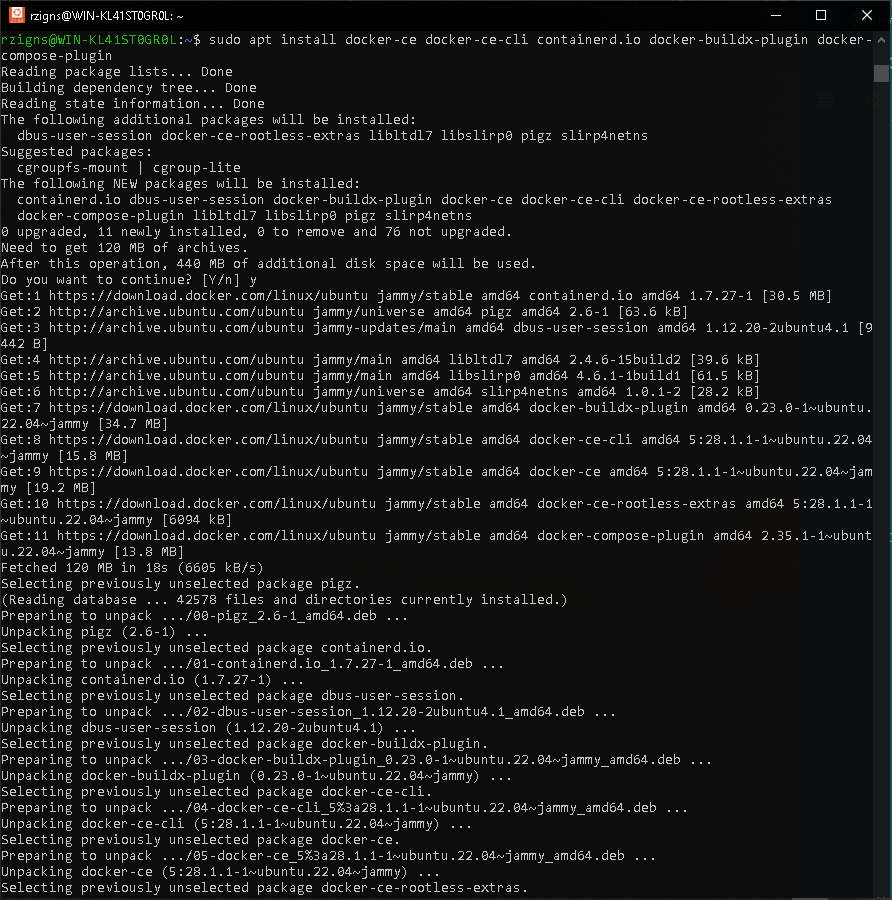 rzigns@WIN-KL41ST0GR0L: ~
rzigns@WIN-KL41ST0GR0L:~$ sudo apt install docker-ce docker-ce-cli containerd.io docker-buildx-plugin docker-
compose-plugin
Reading package lists... Done
Building dependency tree... Done
Reading state information... Done
The following additional packages will be installed:
  dbus-user-session docker-ce-rootless-extras libltdl7 libslirp0 pigz slirp4netns
Suggested packages:
  cgroupfs-mount | cgroup-lite
The following NEW packages will be installed:
  containerd.io dbus-user-session docker-buildx-plugin docker-ce docker-ce-cli docker-ce-rootless-extras
  docker-compose-plugin libltdl7 libslirp0 pigz slirp4netns
0 upgraded, 11 newly installed, 0 to remove and 76 not upgraded.
Need to get 120 MB of archives.
After this operation, 440 MB of additional disk space will be used.
Do you want to continue? [Y/n] y
Get:1 https://download.docker.com/linux/ubuntu jammy/stable amd64 containerd.io amd64 1.7.27-1 [30.5 MB]
Get:2 http://archive.ubuntu.com/ubuntu jammy/universe amd64 pigz amd64 2.6-1 [63.6 kB]
Get:3 http://archive.ubuntu.com/ubuntu jammy-updates/main amd64 dbus-user-session amd64 1.12.20-2ubuntu4.1 [9
442 B]
Get:4 http://archive.ubuntu.com/ubuntu jammy/main amd64 libltdl7 amd64 2.4.6-15build2 [39.6 kB]
Get:5 http://archive.ubuntu.com/ubuntu jammy/main amd64 libslirp0 amd64 4.6.1-1build1 [61.5 kB]
Get:6 http://archive.ubuntu.com/ubuntu jammy/universe amd64 slirp4netns amd64 1.0.1-2 [28.2 kB]
Get:7 https://download.docker.com/linux/ubuntu jammy/stable amd64 docker-buildx-plugin amd64 0.23.0-1~ubuntu.
22.04~jammy [34.7 MB]
Get:8 https://download.docker.com/linux/ubuntu jammy/stable amd64 docker-ce-cli amd64 5:28.1.1-1~ubuntu.22.04
~jammy [15.8 MB]
Get:9 https://download.docker.com/linux/ubuntu jammy/stable amd64 docker-ce amd64 5:28.1.1-1~ubuntu.22.04~jam
my [19.2 MB]
Get:10 https://download.docker.com/linux/ubuntu jammy/stable amd64 docker-ce-rootless-extras amd64 5:28.1.1-1
~ubuntu.22.04~jammy [6094 kB]
Get:11 https://download.docker.com/linux/ubuntu jammy/stable amd64 docker-compose-plugin amd64 2.35.1-1~ubunt
u.22.04~jammy [13.8 MB]
Fetched 120 MB in 18s (6605 kB/s)
Selecting previously unselected package pigz.
(Reading database ... 42578 files and directories currently installed.)
Preparing to unpack .../00-pigz_2.6-1_amd64.deb ...
Unpacking pigz (2.6-1) ...
Selecting previously unselected package containerd.io.
Preparing to unpack .../01-containerd.io_1.7.27-1_amd64.deb ...
Unpacking containerd.io (1.7.27-1) ...
Selecting previously unselected package dbus-user-session.
Preparing to unpack .../02-dbus-user-session_1.12.20-2ubuntu4.1_amd64.deb ...
Unpacking dbus-user-session (1.12.20-2ubuntu4.1) ...
Selecting previously unselected package docker-buildx-plugin.
Preparing to unpack .../03-docker-buildx-plugin_0.23.0-1~ubuntu.22.04~jammy_amd64.deb ...
Unpacking docker-buildx-plugin (0.23.0-1~ubuntu.22.04~jammy) ...
Selecting previously unselected package docker-ce-cli.
Preparing to unpack .../04-docker-ce-cli_5%3a28.1.1-1~ubuntu.22.04~jammy_amd64.deb ...
Unpacking docker-ce-cli (5:28.1.1-1~ubuntu.22.04~jammy) ...
Selecting previously unselected package docker-ce.
Preparing to unpack .../05-docker-ce_5%3a28.1.1-1~ubuntu.22.04~jammy_amd64.deb ...
Unpacking docker-ce (5:28.1.1-1~ubuntu.22.04~jammy) ...
Selecting previously unselected package docker-ce-rootless-extras.